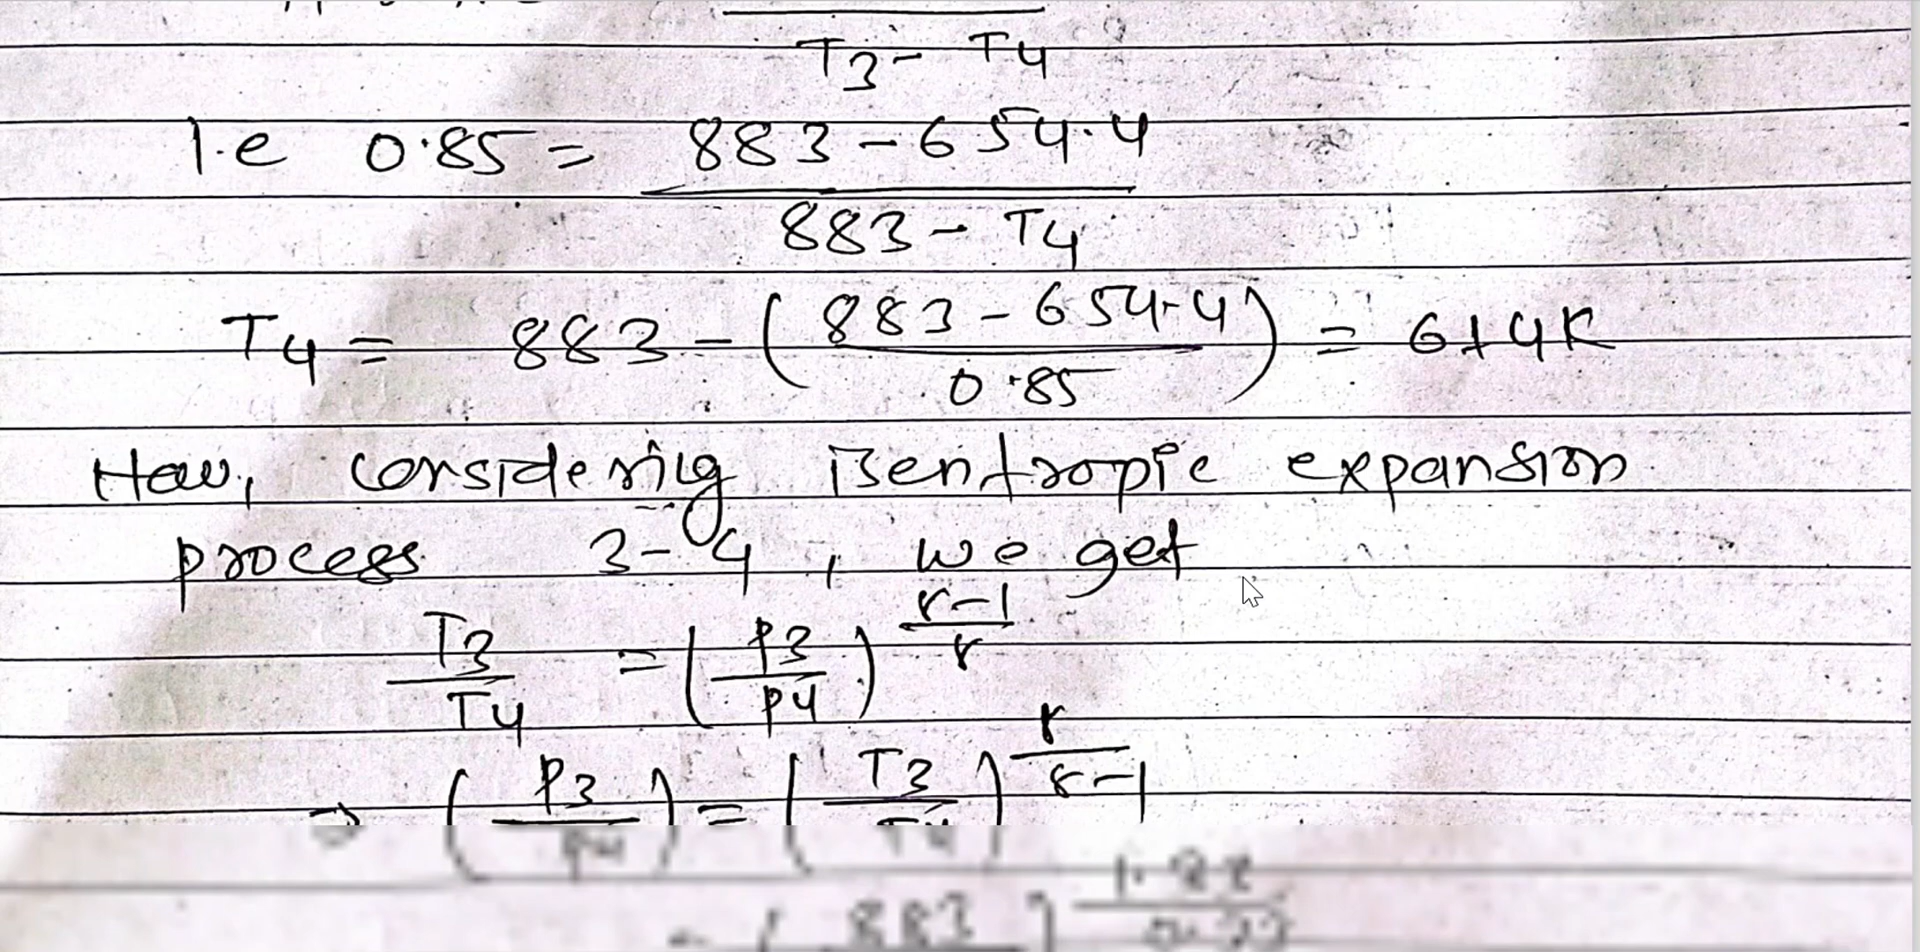 T3 - T4
I.e 0.85 = 883 - 654.4 / 883 - T4
T4 = 883 - (883 - 654.4 / 0.85) = 614K
Now, considering isentropic expansion
process 3-4, we get
T3/T4 = (P3/P4)^(γ-1/γ)
⇒ (P3/P4) = (T3/T4)^(γ/γ-1)
883